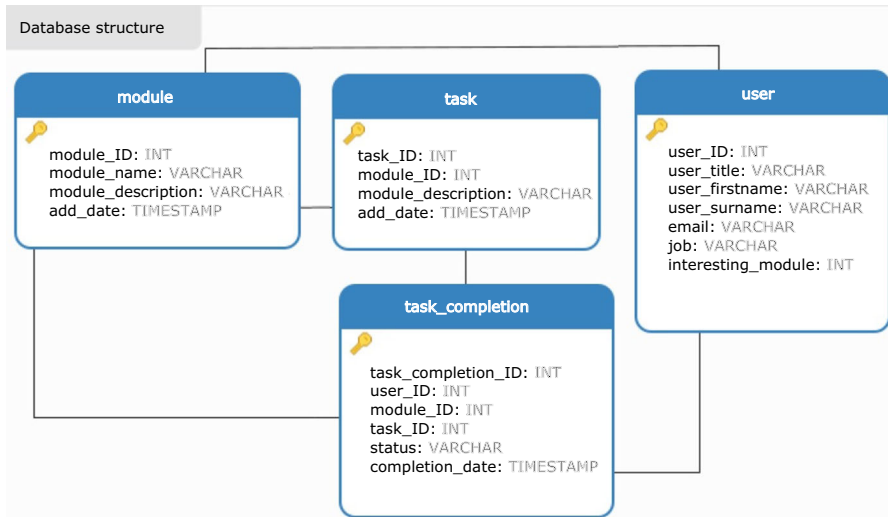 Database structure
module
module_ID: INT
module_name: VARCHAR
module_description: VARCHAR
add_date: TIMESTAMP
task
task_ID: INT
module_ID: INT
module_description: VARCHAR
add_date: TIMESTAMP
user
user_ID: INT
user_title: VARCHAR
user_firstname: VARCHAR
user_surname: VARCHAR
email: VARCHAR
job: VARCHAR
interesting_module: INT
task_completion
task_completion_ID: INT
user_ID: INT
module_ID: INT
task_ID: INT
status: VARCHAR
completion_date: TIMESTAMP